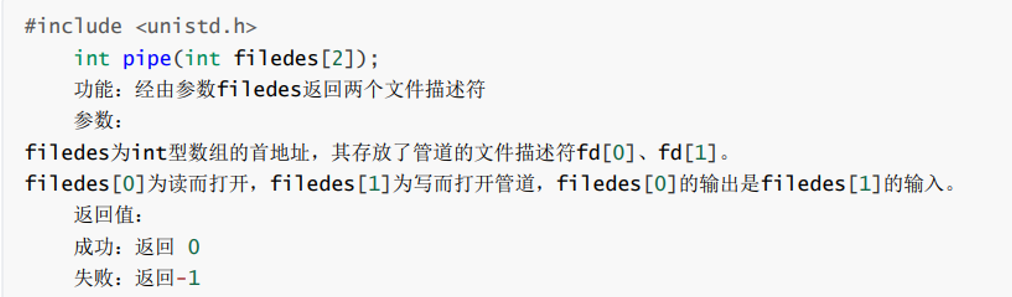 #include <unistd.h>
int pipe(int filedes[2]);
功能：经由参数filedes返回两个文件描述符
参数：
filedes为int型数组的首地址，其存放了管道的文件描述符fd[0]、fd[1]。
filedes[0]为读而打开，filedes[1]为写而打开管道，filedes[0]的输出是filedes[1]的输入。
返回值：
成功：返回 0
失败：返回-1